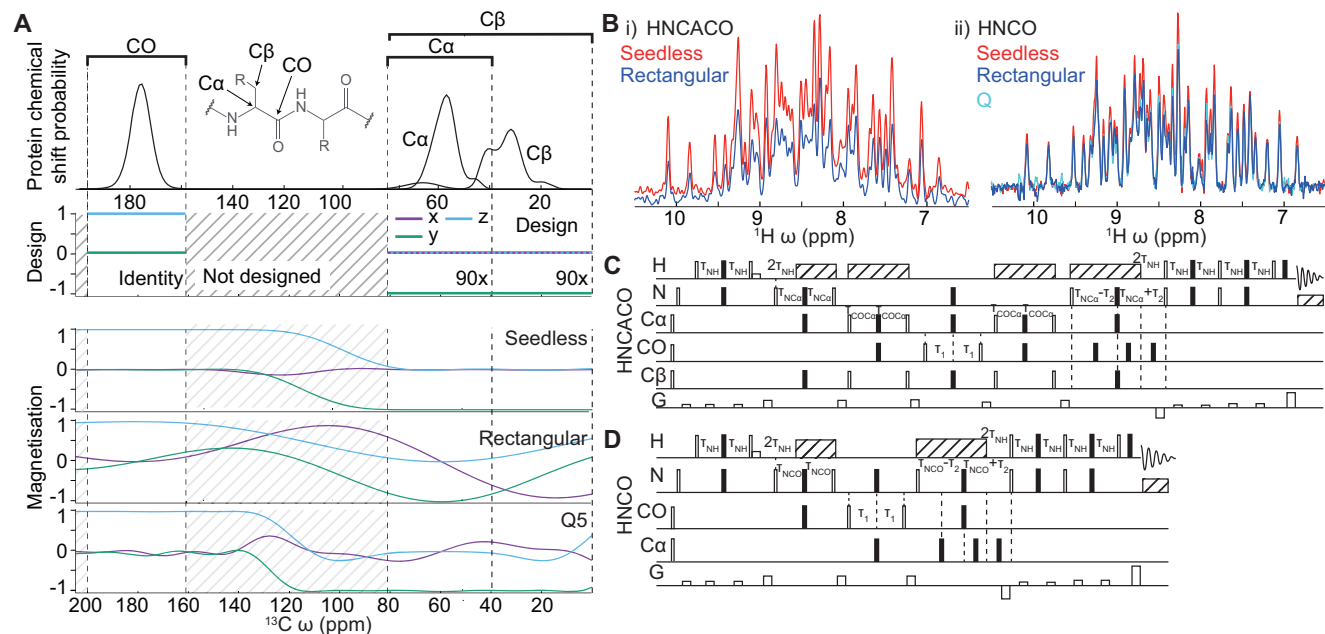 A
Protein chemical
shift probability
CO
Cβ
Cα
Cβ
CO
Cα
R
NH
O
HN
R
O
Cα
Cβ
180
140
120
100
60
20
Design
1
0
-1
x
z
y
Design
Identity
Not designed
90x
90x
Magnetisation
1
0
-1
Seedless
1
0
-1
Rectangular
1
0
-1
Q5
200
180
160
140
120
100
80
60
40
20
¹³C ω (ppm)
B
i) HNCACO
Seedless
Rectangular
10
9
8
7
¹H ω (ppm)
ii) HNCO
Seedless
Rectangular
Q
10
9
8
7
¹H ω (ppm)
C
HNCACO
H
τNH
τNH
2τNH
2τNH
τNH
τNH
τNH
τNH
N
τNCα
τNCα
τNCα-τ2
τNCα+τ2
Cα
τCOCα
τCOCα
τCOCα
τCOCα
CO
τ1
τ1
Cβ
G
D
HNCO
H
τNH
τNH
2τNH
2τNH
τNH
τNH
τNH
τNH
N
τNCO
τNCO
τNCO-τ2
τNCO+τ2
CO
τ1
τ1
Cα
G